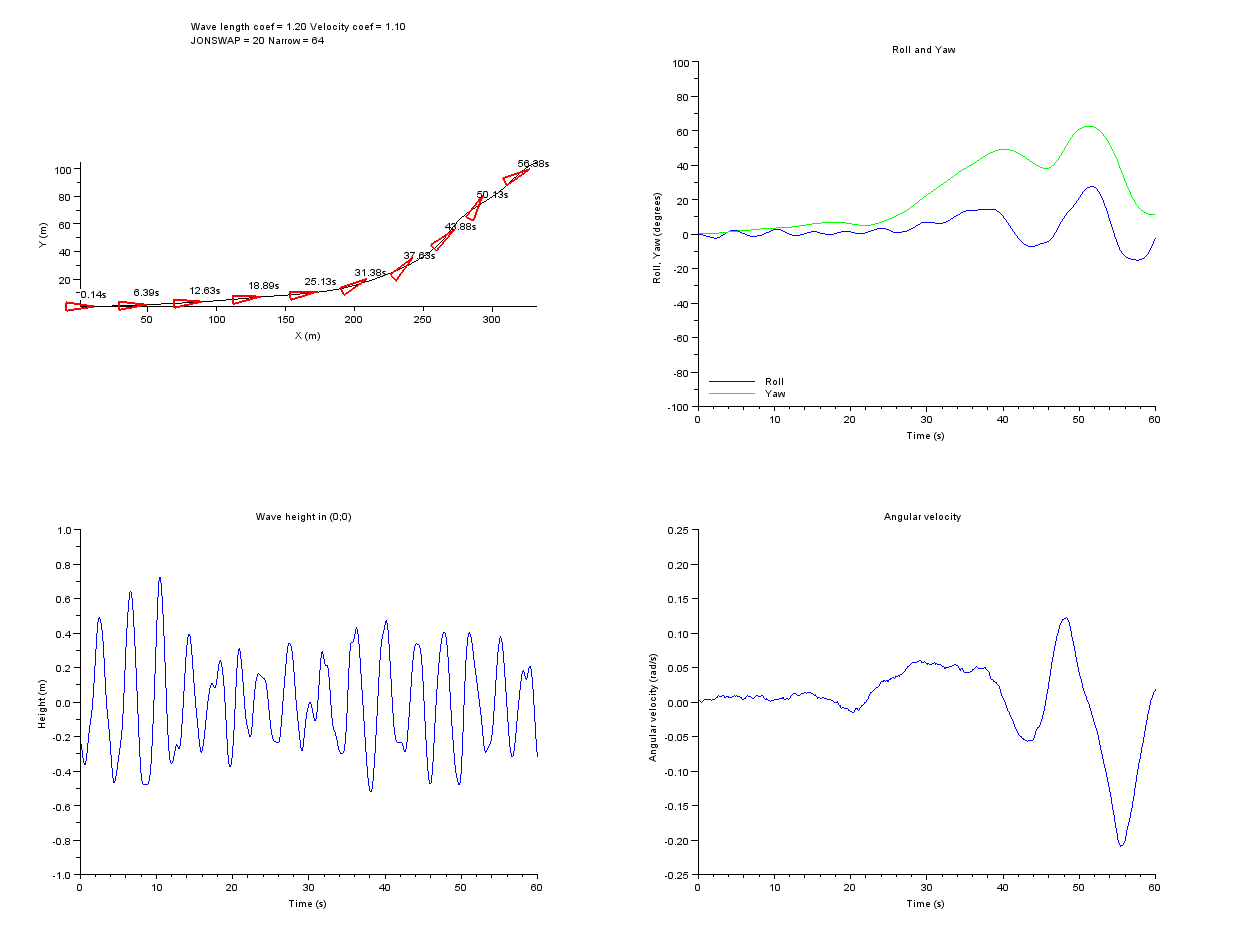 Wave length coef = 1.20 Velocity coef = 1.10
JONSWAP = 20 Narrow = 64
100
80
60
40
20
Y (m)
0.14s
6.39s
12.63s
18.89s
25.13s
31.38s
37.63s
43.88s
50.13s
56.38s
50
100
150
200
250
300
X (m)
Roll and Yaw
100
80
60
40
20
0
-20
-40
-60
-80
-100
Roll, Yaw (degrees)
Roll
Yaw
0
10
20
30
40
50
60
Time (s)
Wave height in (0;0)
1.0
0.8
0.6
0.4
0.2
0.0
-0.2
-0.4
-0.6
-0.8
-1.0
Height (m)
0
10
20
30
40
50
60
Time (s)
Angular velocity
0.25
0.20
0.15
0.10
0.05
0.00
-0.05
-0.10
-0.15
-0.20
-0.25
Angular velocity (rad/s)
0
10
20
30
40
50
60
Time (s)